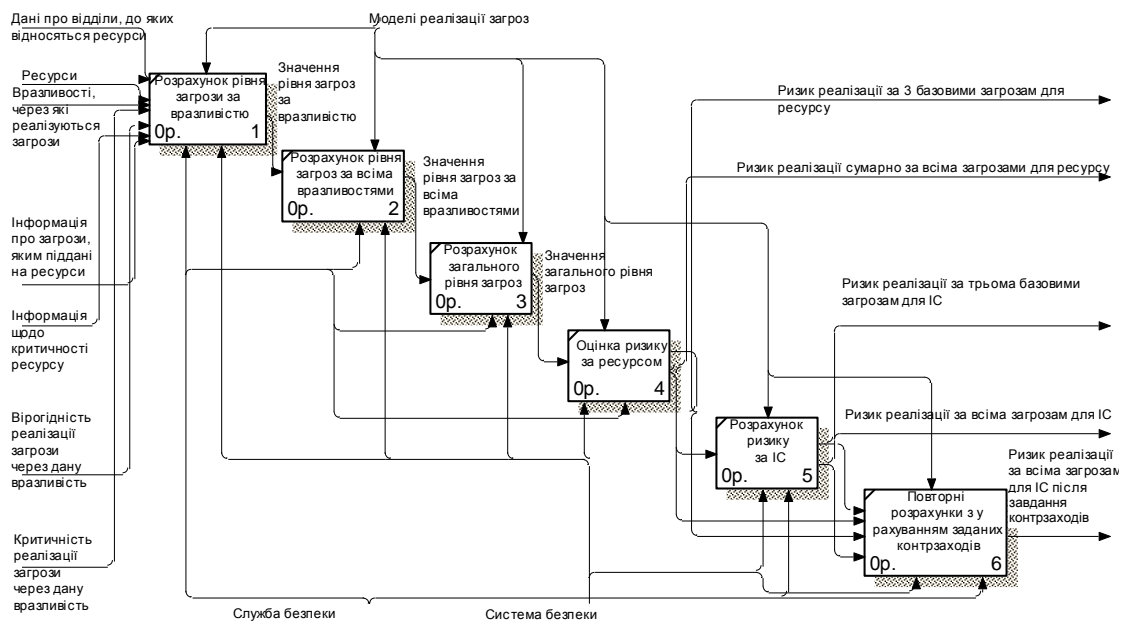 Дані про відділи, до яких
відносяться ресурси
Моделі реалізації загроз
Ресурси
Вразливості,
через які
реалізуються
загрози
Розрахунок рівня
загрози за
вразливістю
0р. 1
Значення
рівня загроз
за
вразливістю
Ризик реалізації за 3 базовими загрозам для
ресурсу
Розрахунок рівня
загроз за всіма
вразливостями
0р. 2
Значення
рівня загроз за
всіма
вразливостями
Ризик реалізації сумарно за всіма загрозами для ресурсу
Інформація
про загрози,
яким піддані
на ресурси
Розрахунок
загального
рівня загроз
0р. 3
Значення
загального рівня
загроз
Ризик реалізації за трьома базовими
загрозам для ІС
Інформація
щодо
критичності
ресурсу
Оцінка ризику
за ресурсом
0р. 4
Вірогідність
реалізації
загрози
через дану
вразливість
Розрахунок
ризику
за ІС
0р. 5
Ризик реалізації за всіма загрозам для ІС
Ризик реалізації
за всіма загрозам
для ІС після
завдання
контрзаходів
Повторні
розрахунки з у
рахуванням заданих
контрзаходів
0р. 6
Критичність
реалізації
загрози
через дану
вразливість
Служба безпеки
Система безпеки